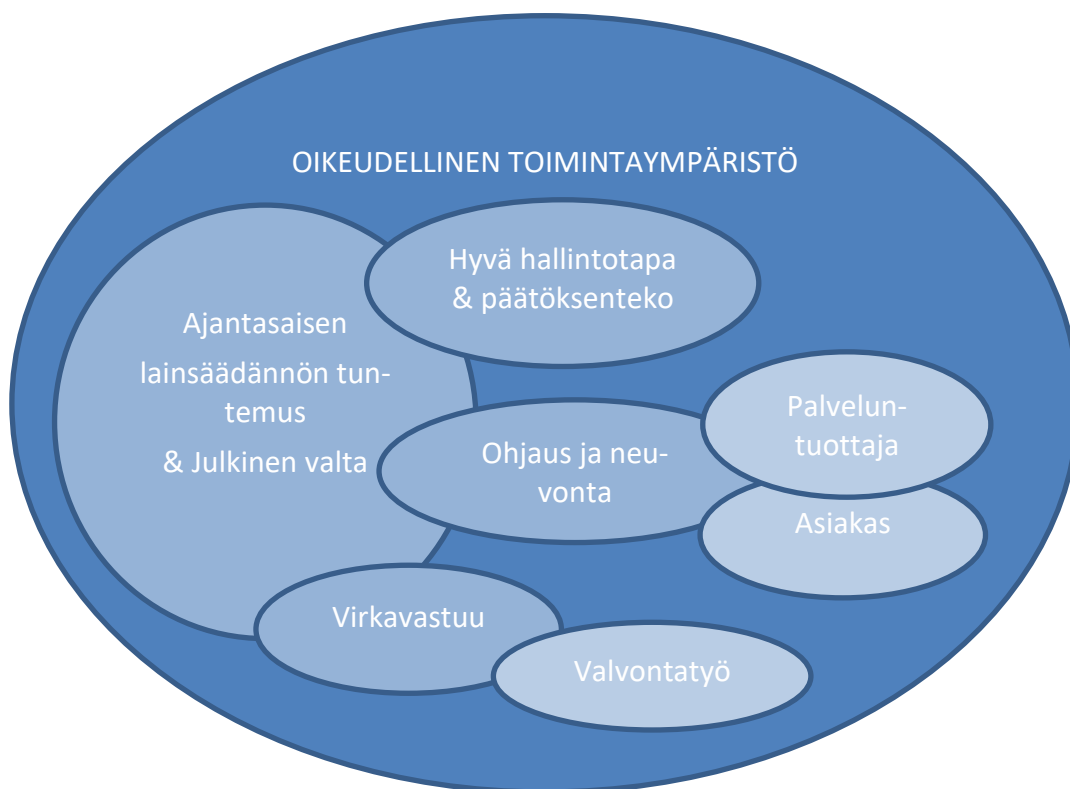 OIKEUDELLINEN TOIMINTAYMPÄRISTÖ
Hyvä hallintotapa
& päätöksenteko
Ajantasaisen
lainsäädännön tun-
temus
& Julkinen valta
Ohjaus ja neu-
vonta
Palvelun-
tuottaja
Asiakas
Virkavastuu
Valvontatyö